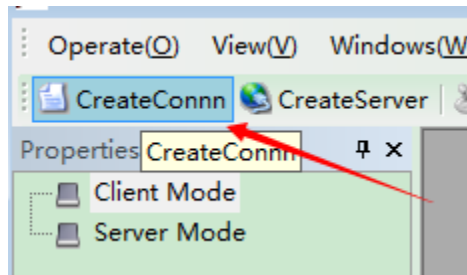 Operate(O) View(V) Windows(W
CreateConnn CreateServer
Properties CreateConnn
Client Mode
Server Mode